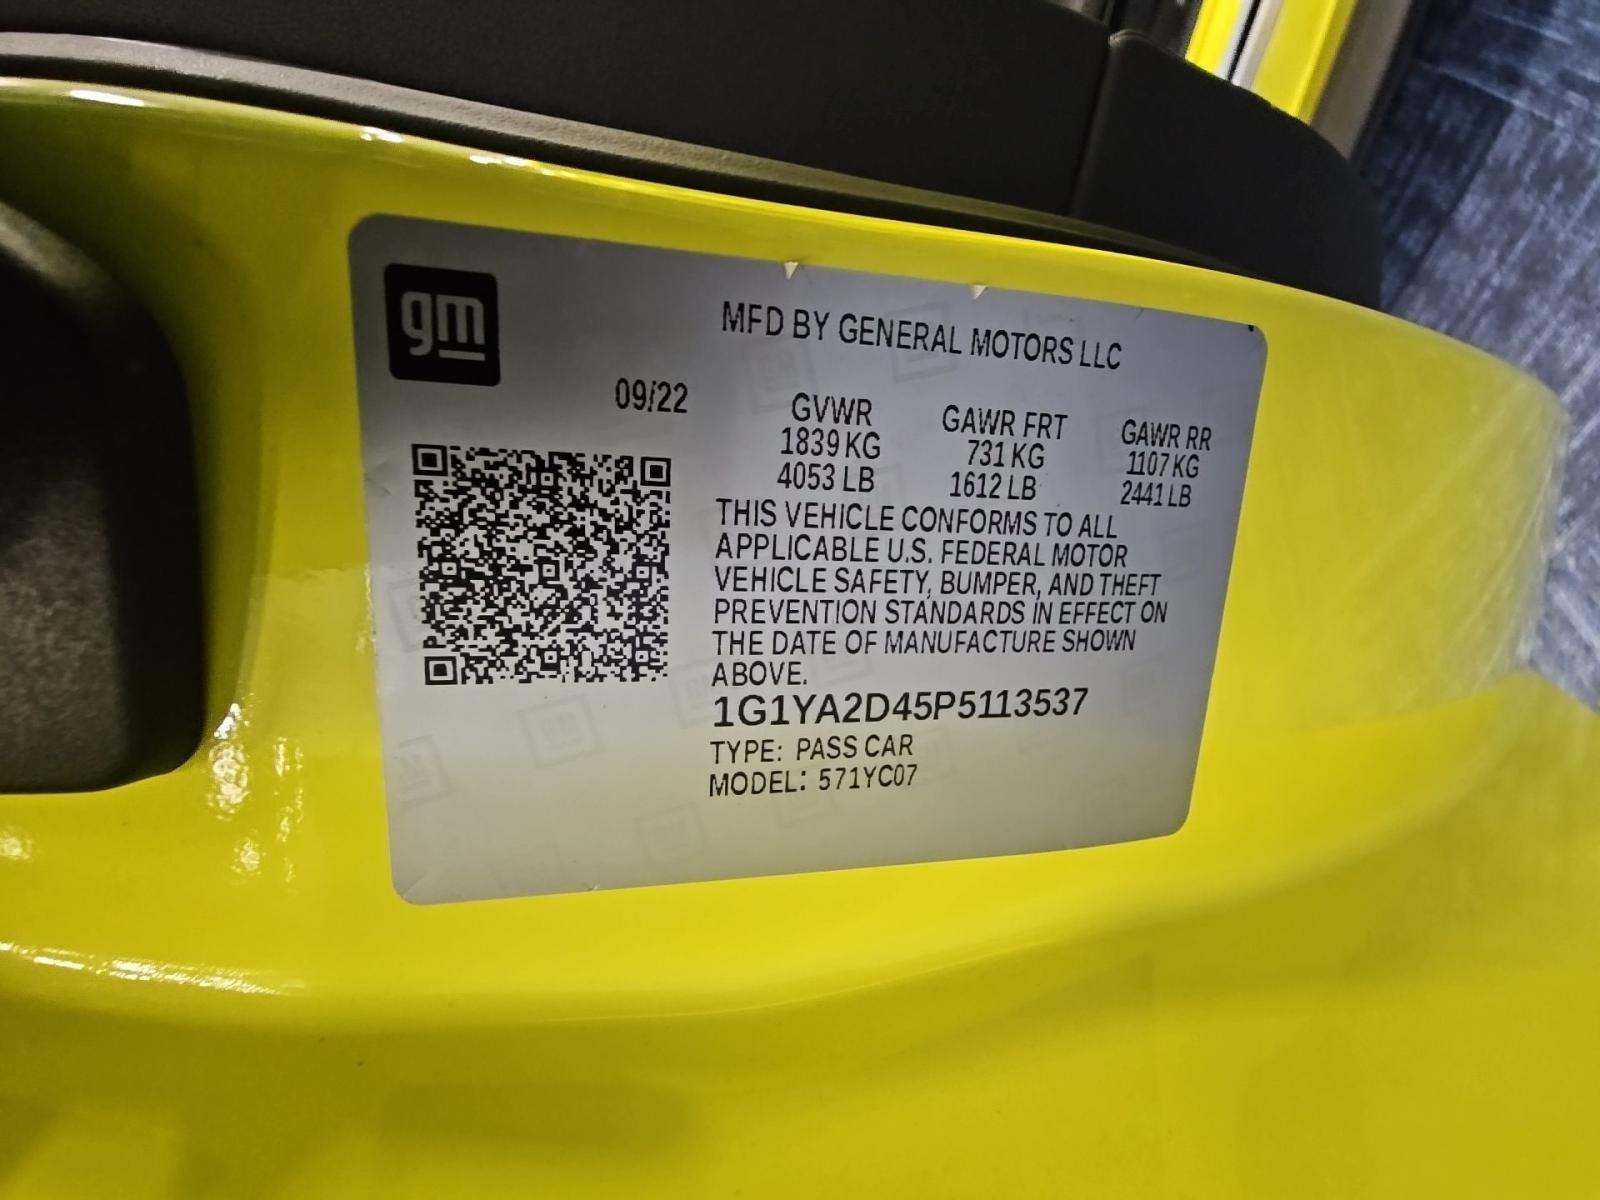 gm
MFD BY GENERAL MOTORS LLC
09/22
GVWR GAWR FRT GAWR RR
1839 KG 731 KG 1107 KG
4053 LB 1612 LB 2441 LB
THIS VEHICLE CONFORMS TO ALL
APPLICABLE U.S. FEDERAL MOTOR
VEHICLE SAFETY, BUMPER, AND THEFT
PREVENTION STANDARDS IN EFFECT ON
THE DATE OF MANUFACTURE SHOWN
ABOVE.
1G1YA2D45P5113537
TYPE: PASS CAR
MODEL: 571YC07